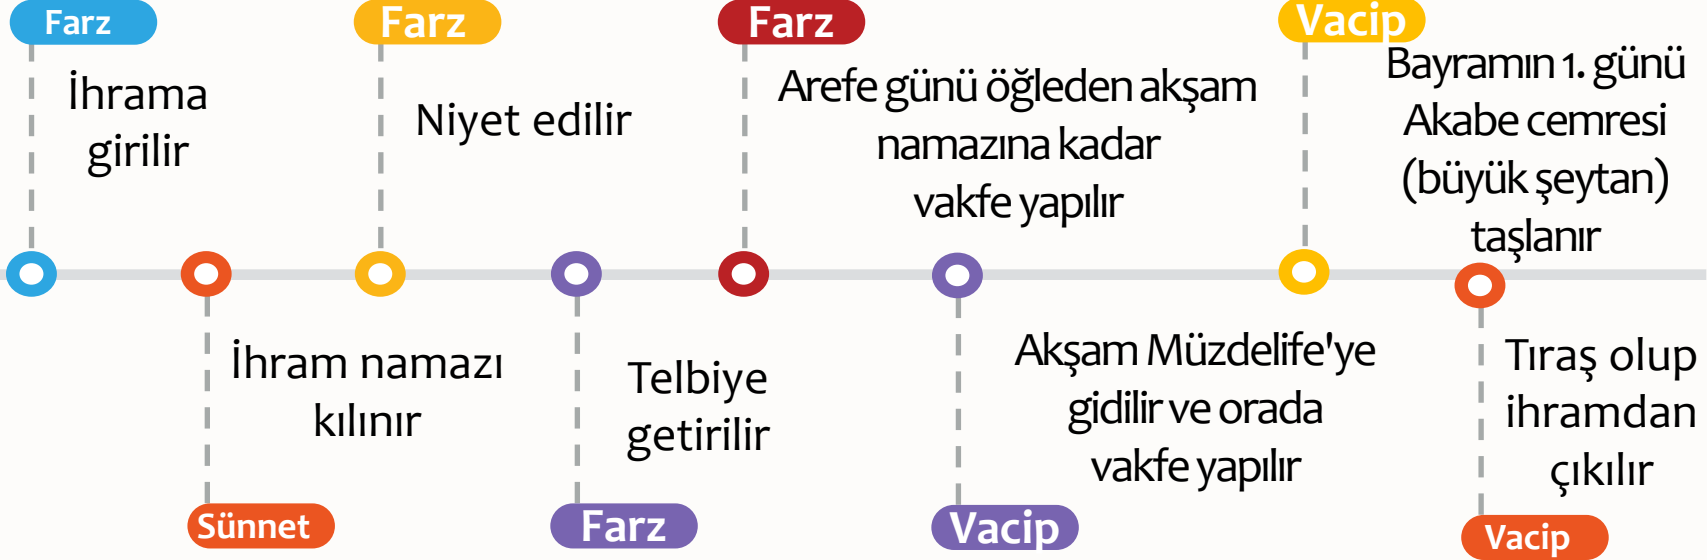 Farz
İhrama
girilir
Sünnet
İhram namazı
kılınır
Farz
Niyet edilir
Farz
Telbiye
getirilir
Farz
Arefe günü öğleden akşam
namazına kadar
vakfe yapılır
Vacip
Akşam Müzdelife'ye
gidilir ve orada
vakfe yapılır
Vacip
Bayramın 1. günü
Akabe cemresi
(büyük şeytan)
taşlanır
Vacip
Tıraş olup
ihramdan
çıkılır